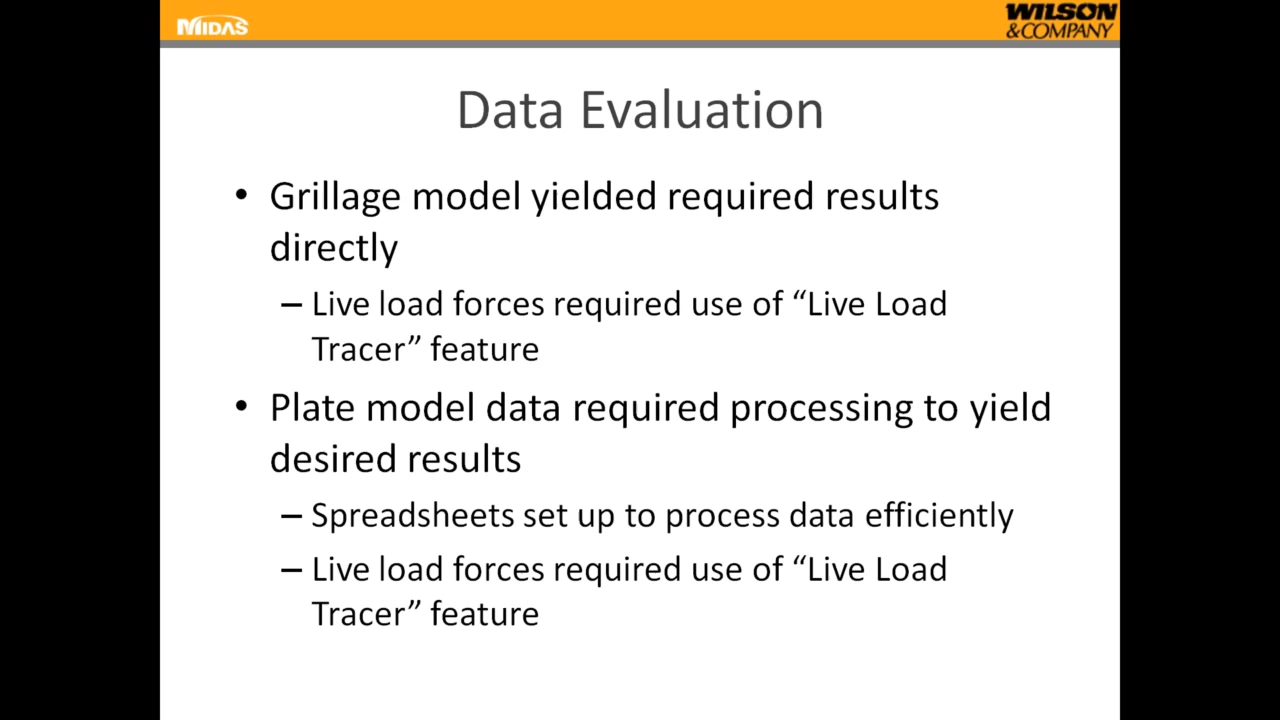 MIDAS
WILSON
&COMPANY
Data Evaluation
• Grillage model yielded required results
directly
– Live load forces required use of “Live Load
Tracer” feature
• Plate model data required processing to yield
desired results
– Spreadsheets set up to process data efficiently
– Live load forces required use of “Live Load
Tracer” feature